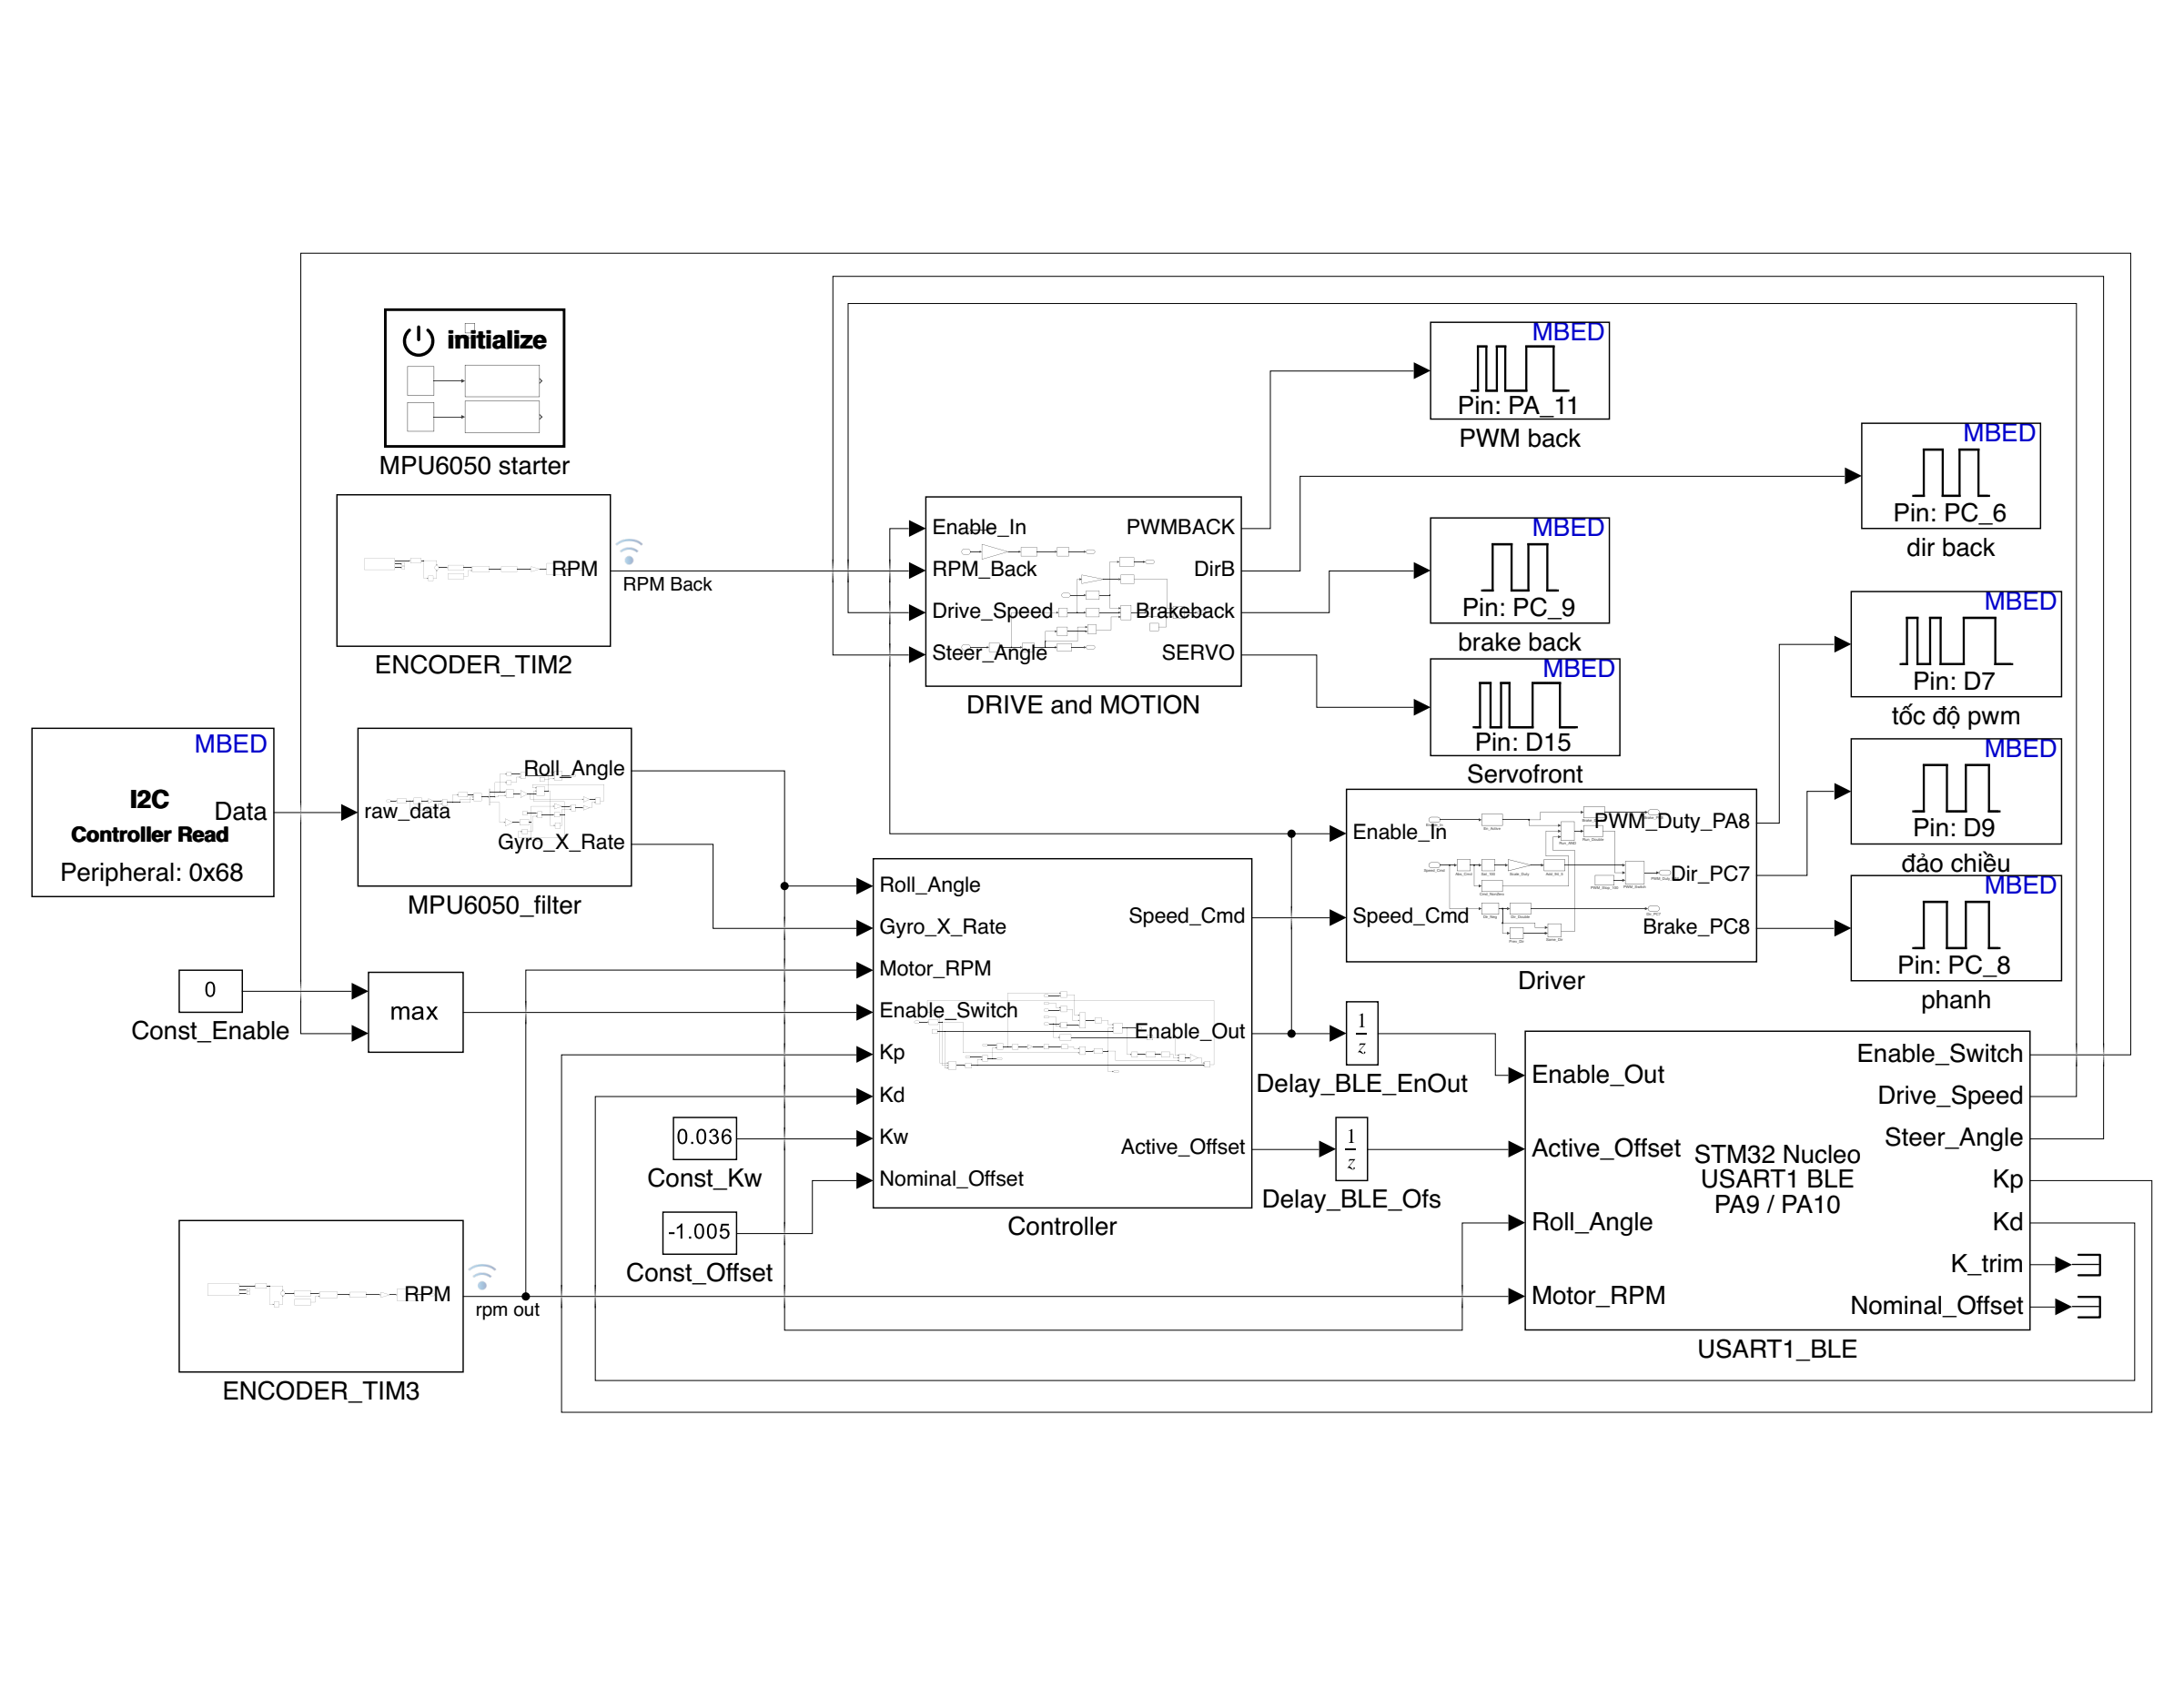 initialize
MPU6050 starter
RPM
RPM Back
ENCODER_TIM2
MBED
I2C
Controller Read
Peripheral: 0x68
Data
raw_data
Roll_Angle
Gyro_X_Rate
MPU6050_filter
0
Const_Enable
max
RPM
rpm out
ENCODER_TIM3
Enable_In
RPM_Back
Drive_Speed
Steer_Angle
PWMBACK
DirB
Brakeback
SERVO
DRIVE and MOTION
MBED
Pin: PA_11
PWM back
MBED
Pin: PC_6
dir back
MBED
Pin: PC_9
brake back
MBED
Pin: D15
Servofront
MBED
Pin: D7
tốc độ pwm
MBED
Pin: D9
đảo chiều
MBED
Pin: PC_8
phanh
Enable_In
Speed_Cmd
PWM_Duty_PA8
Dir_PC7
Brake_PC8
Driver
Roll_Angle
Gyro_X_Rate
Motor_RPM
Enable_Switch
Kp
Kd
Kw
Nominal_Offset
Speed_Cmd
Enable_Out
Active_Offset
Controller
0.036
Const_Kw
-1.005
Const_Offset
1
z
Delay_BLE_EnOut
1
z
Delay_BLE_Ofs
Enable_Out
Active_Offset
Roll_Angle
Motor_RPM
STM32 Nucleo
USART1 BLE
PA9 / PA10
Enable_Switch
Drive_Speed
Steer_Angle
Kp
Kd
K_trim
Nominal_Offset
USART1_BLE